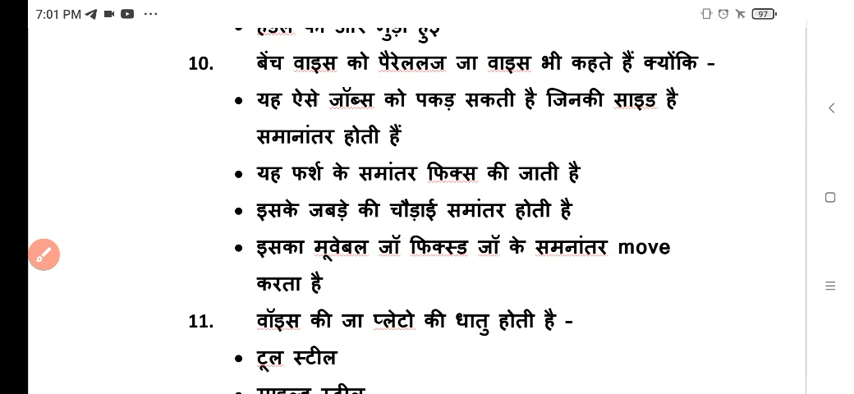 7:01 PM
97
10. बेंच वाइस को पैरेललज जा वाइस भी कहते हैं क्योंकि -
• यह ऐसे जॉब्स को पकड़ सकती है जिनकी साइड है
समानांतर होती हैं
• यह फर्श के समांतर फिक्स की जाती है
• इसके जबड़े की चौड़ाई समांतर होती है
• इसका मूवेबल जॉ फिक्स्ड जॉ के समनांतर move
करता है
11. वॉइस की जा प्लेटो की धातु होती है -
• टूल स्टील